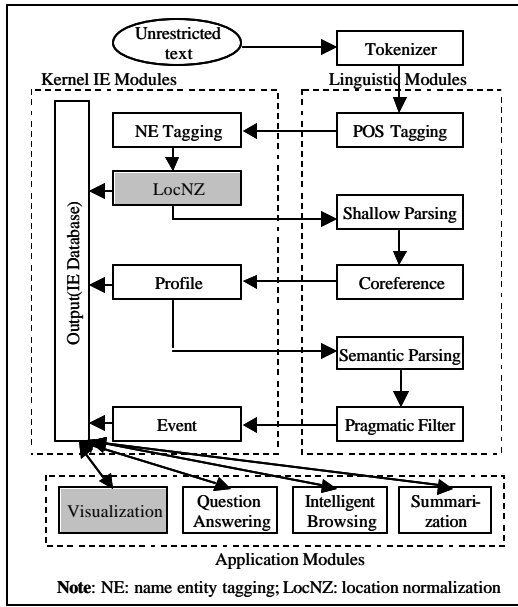 Unrestricted
text
Tokenizer
Kernel IE Modules
Linguistic Modules
NE Tagging
POS Tagging
LocNZ
Shallow Parsing
Output(IE Database)
Profile
Coreference
Semantic Parsing
Event
Pragmatic Filter
Visualization
Question
Answering
Intelligent
Browsing
Summari-
zation
Application Modules
Note: NE: name entity tagging; LocNZ: location normalization